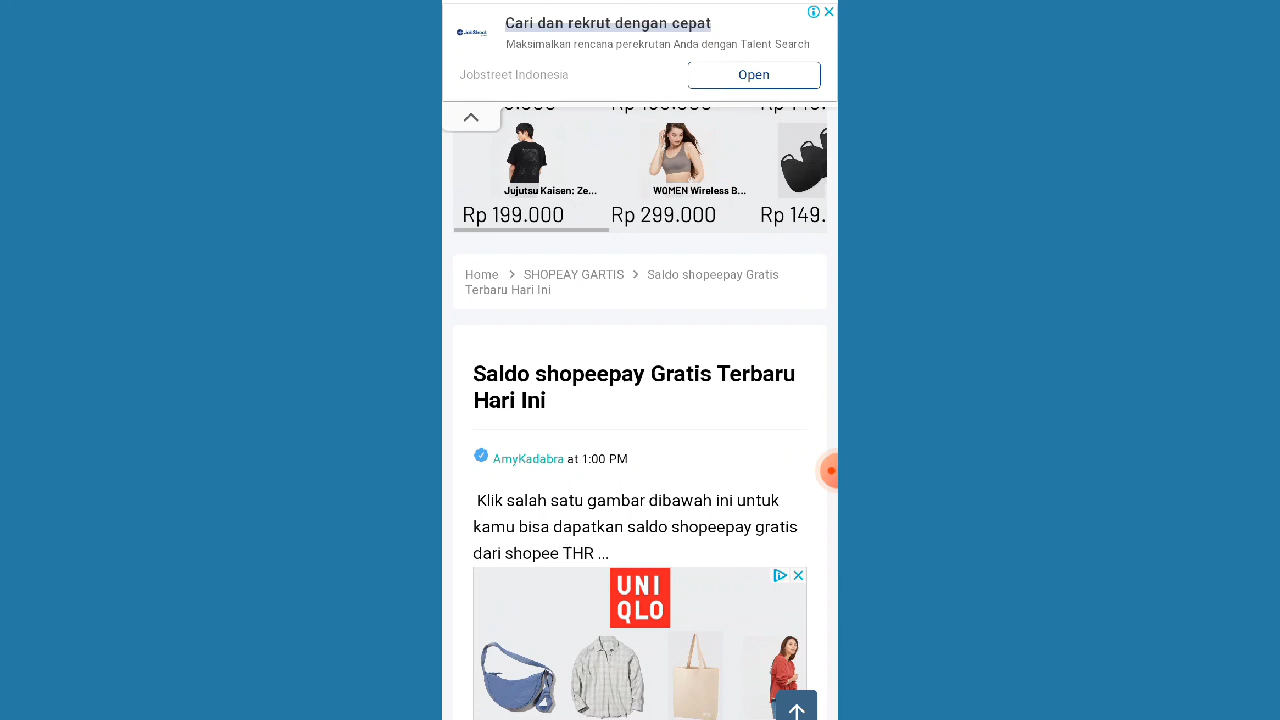 Cari dan rekrut dengan cepat
Maksimalkan rencana perekrutan Anda dengan Talent Search
Jobstreet Indonesia
Open
Jujutsu Kaisen: Ze...
WOMEN Wireless B...
Rp 199.000
Rp 299.000
Rp 149.
Home > SHOPEAY GARTIS > Saldo shopeepay Gratis
Terbaru Hari Ini
Saldo shopeepay Gratis Terbaru
Hari Ini
AmyKadabra at 1:00 PM
Klik salah satu gambar dibawah ini untuk
kamu bisa dapatkan saldo shopeepay gratis
dari shopee THR ...
UNI
QLO